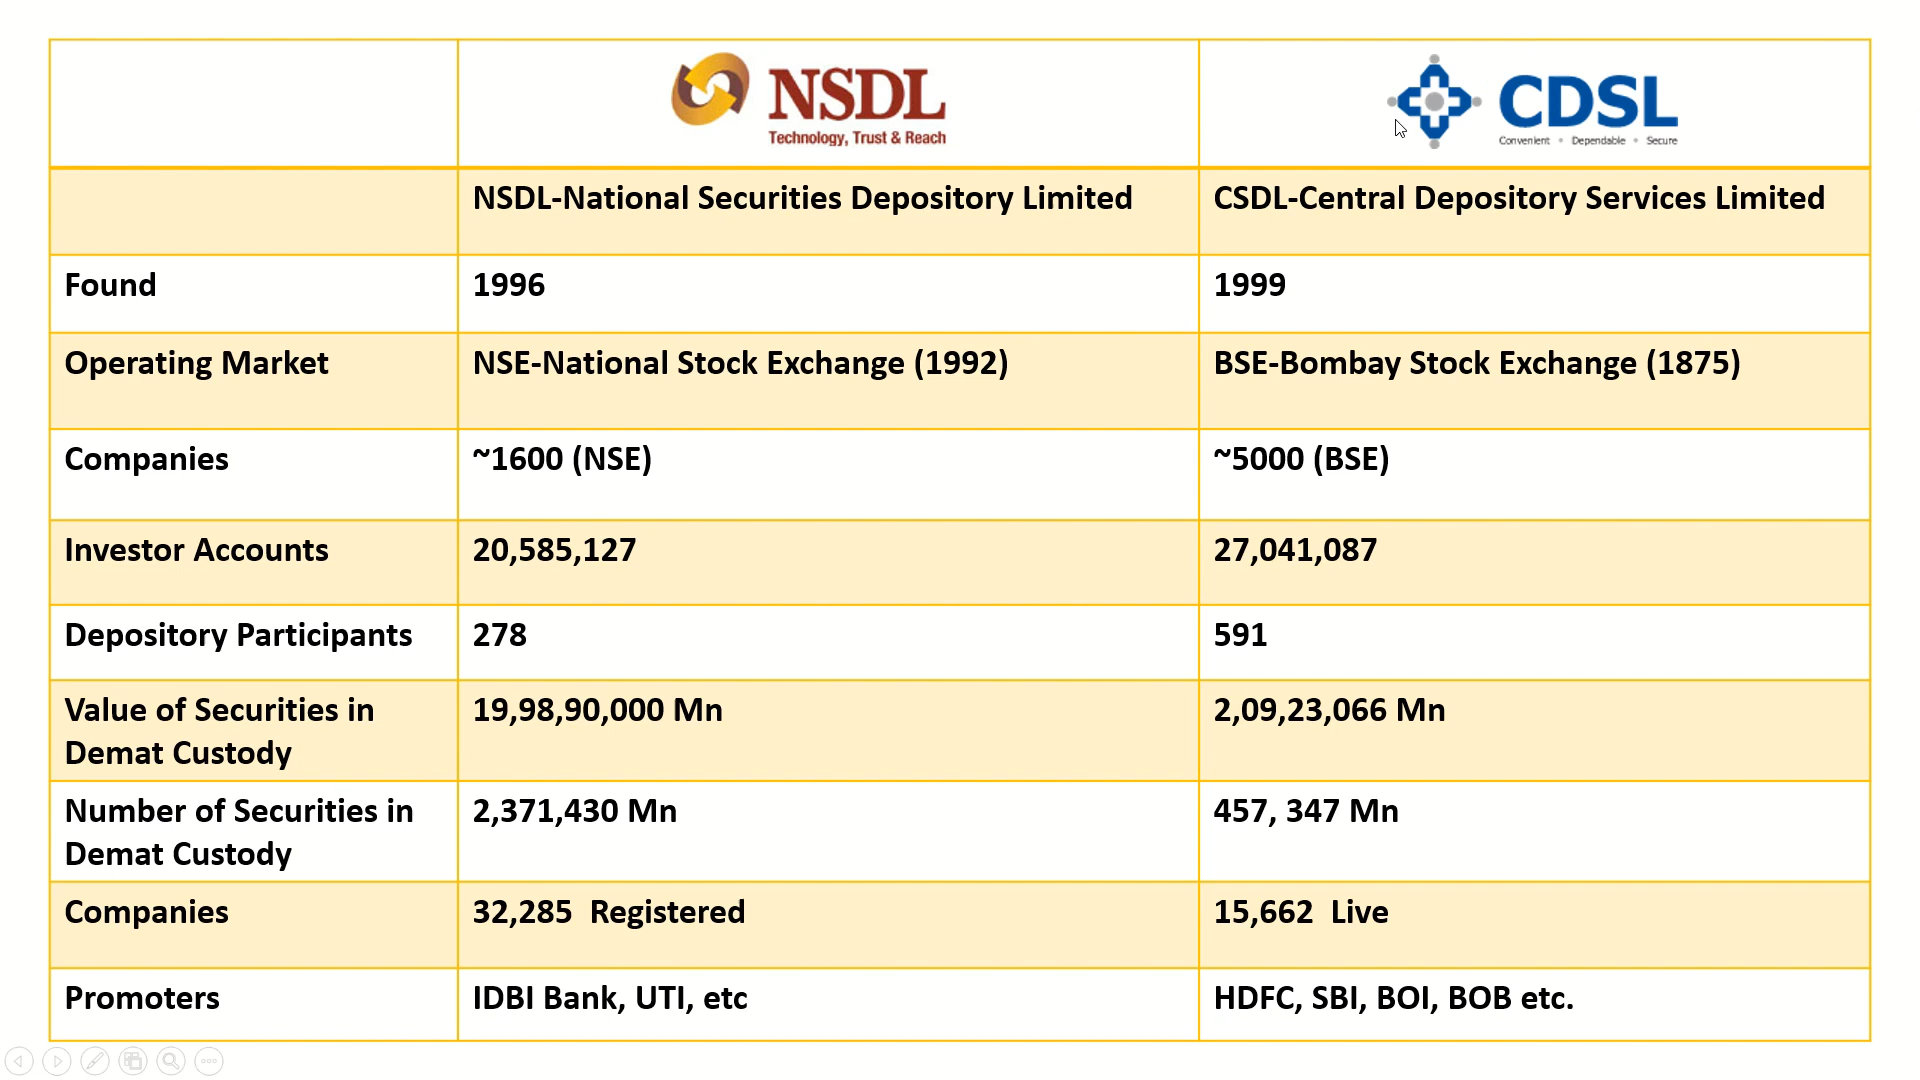 NSDL
Technology, Trust & Reach
CDSL
Convenient • Dependable • Secure
NSDL-National Securities Depository Limited
CSDL-Central Depository Services Limited
Found
1996
1999
Operating Market
NSE-National Stock Exchange (1992)
BSE-Bombay Stock Exchange (1875)
Companies
~1600 (NSE)
~5000 (BSE)
Investor Accounts
20,585,127
27,041,087
Depository Participants
278
591
Value of Securities in
Demat Custody
19,98,90,000 Mn
2,09,23,066 Mn
Number of Securities in
Demat Custody
2,371,430 Mn
457, 347 Mn
Companies
32,285  Registered
15,662  Live
Promoters
IDBI Bank, UTI, etc
HDFC, SBI, BOI, BOB etc.